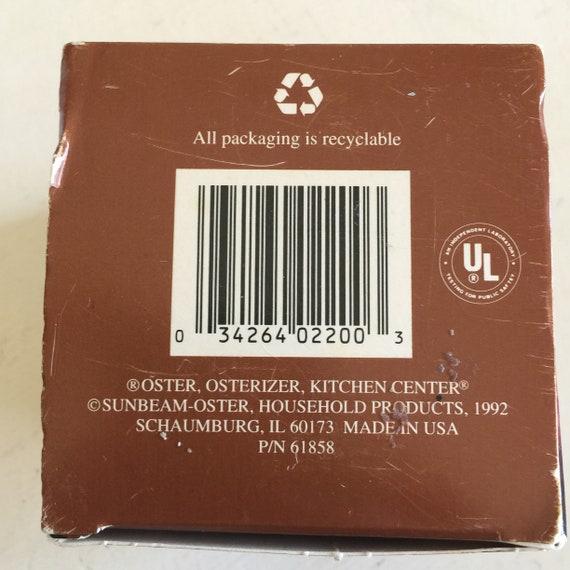 All packaging is recyclable
AN INDEPENDENT LABORATORY
UL®
TESTING FOR PUBLIC SAFETY
0 34264 02200 3
®OSTER, OSTERIZER, KITCHEN CENTER®
©SUNBEAM-OSTER, HOUSEHOLD PRODUCTS, 1992
SCHAUMBURG, IL 60173 MADE IN USA
P/N 61858